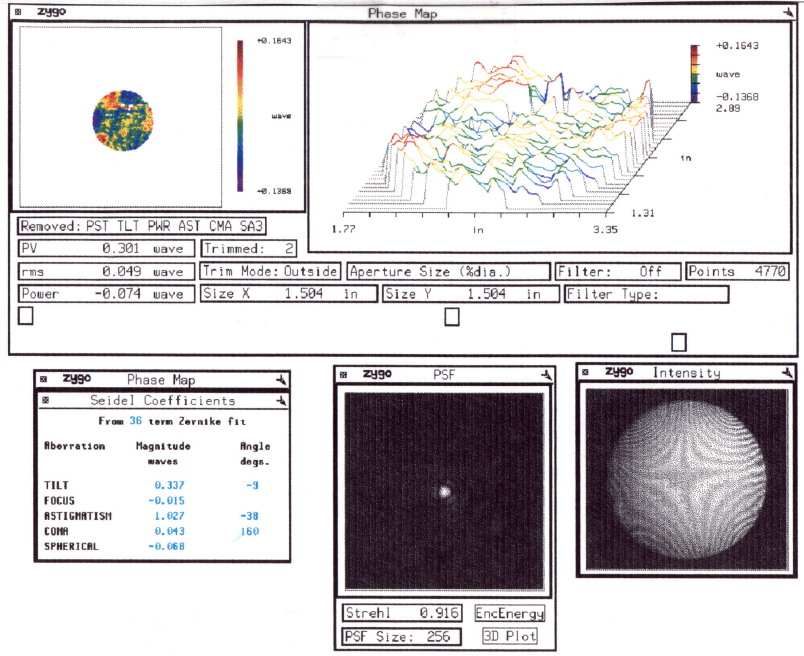 zygo Phase Map
+0.1643
wave
-0.1368
+0.1643
wave
-0.1368
2.89
in
1.31
1.77 in 3.35
Removed: PST TLT PWR AST CMA SA3
PV 0.301 wave Trimmed: 2
rms 0.049 wave Trim Mode: Outside Aperture Size (%dia.) Filter: Off Points 4770
Power -0.074 wave Size X 1.504 in Size Y 1.504 in Filter Type:
zygo Phase Map
Seidel Coefficients
From 36 term Zernike fit
Aberration Magnitude Angle
waves degs.
TILT 0.337 -9
FOCUS -0.015
ASTIGMATISM 1.027 -38
COMA 0.043 160
SPHERICAL -0.068
zygo PSF
Strehl 0.916 EncEnergy
PSF Size: 256 3D Plot
zygo Intensity